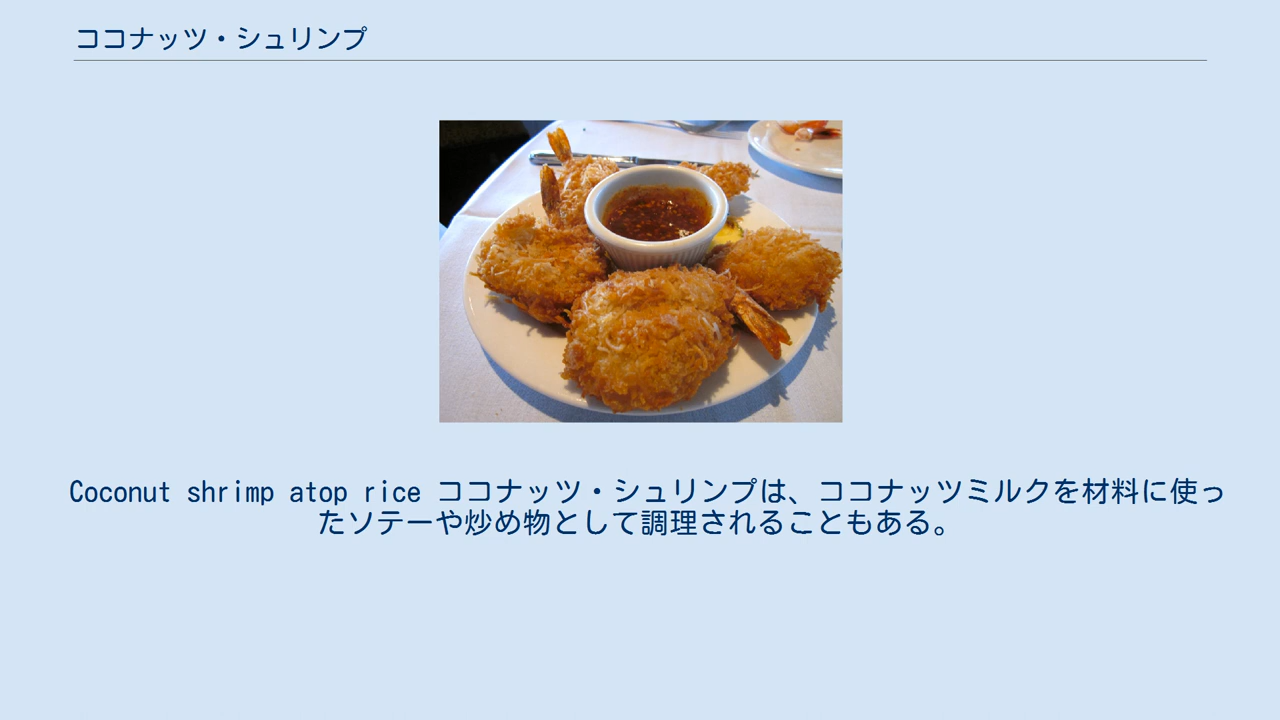 ココナッツ・シュリンプ
Coconut shrimp atop rice ココナッツ・シュリンプは、ココナッツミルクを材料に使っ
たソテーや炒め物として調理されることもある。